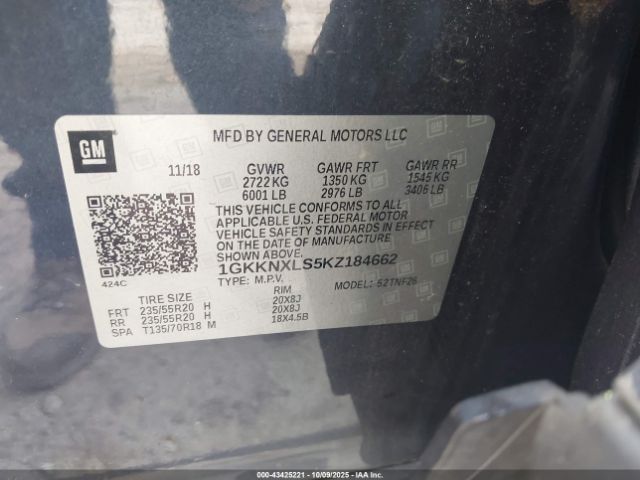 GM
MFD BY GENERAL MOTORS LLC
11/18 GVWR GAWR FRT GAWR RR
2722 KG 1350 KG 1545 KG
6001 LB 2976 LB 3406 LB
THIS VEHICLE CONFORMS TO ALL
APPLICABLE U.S. FEDERAL MOTOR
VEHICLE SAFETY STANDARDS IN EFFECT
ON THE DATE OF MANUFACTURE SHOWN ABOVE.
1GKKNXLS5KZ184662
424C
TYPE: M.P.V. MODEL: 52TNF26
TIRE SIZE RIM
FRT 235/55R20 H 20X8J
RR 235/55R20 H 20X8J
SPA T135/70R18 M 18X4.5B
000-43425221 - 10/09/2025 - IAAI.com